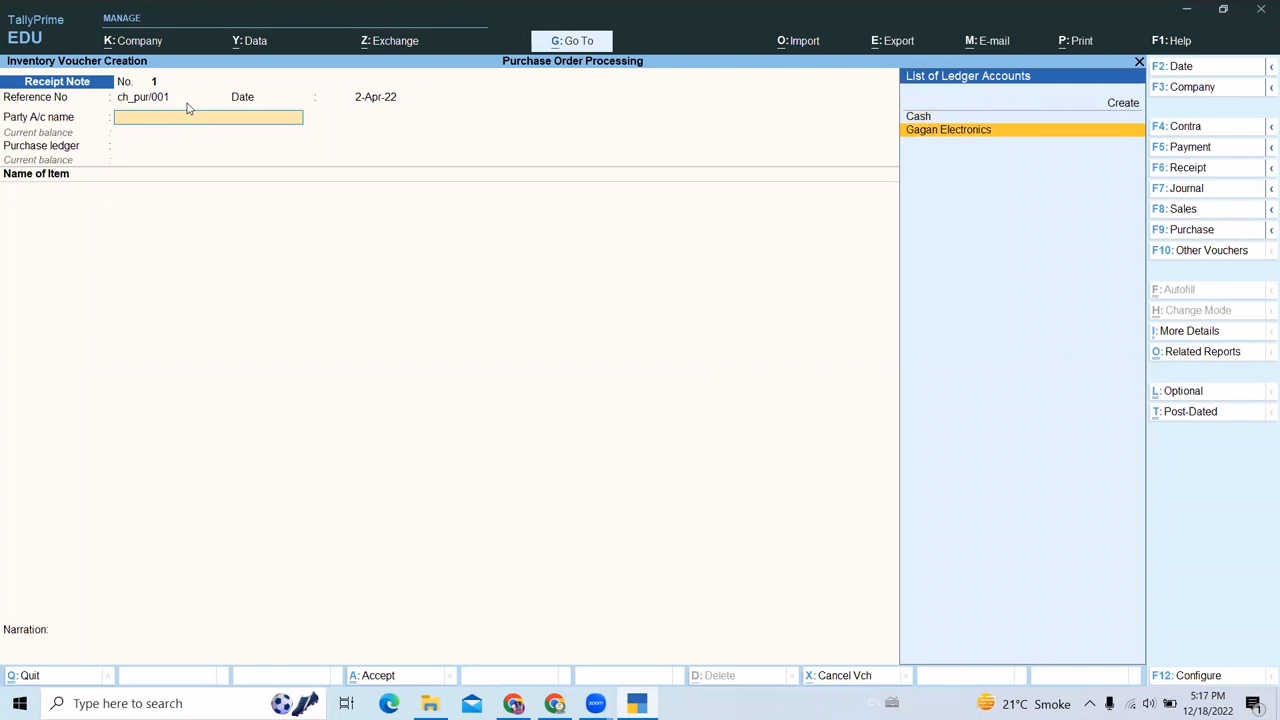 TallyPrime
MANAGE
EDU
K: Company
Y: Data
Z: Exchange
G: Go To
O: Import
E: Export
M: E-mail
P: Print
F1: Help
Inventory Voucher Creation
Purchase Order Processing
Receipt Note No. 1
Reference No : ch_pur/001 Date : 2-Apr-22
Party A/c name :
Current balance :
Purchase ledger :
Current balance :
Name of Item
List of Ledger Accounts
Create
Cash
Gagan Electronics
F2: Date
F3: Company
F4: Contra
F5: Payment
F6: Receipt
F7: Journal
F8: Sales
F9: Purchase
F10: Other Vouchers
F: Autofill
H: Change Mode
I: More Details
O: Related Reports
L: Optional
T: Post-Dated
Narration:
Q: Quit
A: Accept
D: Delete
X: Cancel Vch
F12: Configure
Type here to search
zoom
21°C Smoke
5:17 PM
12/18/2022